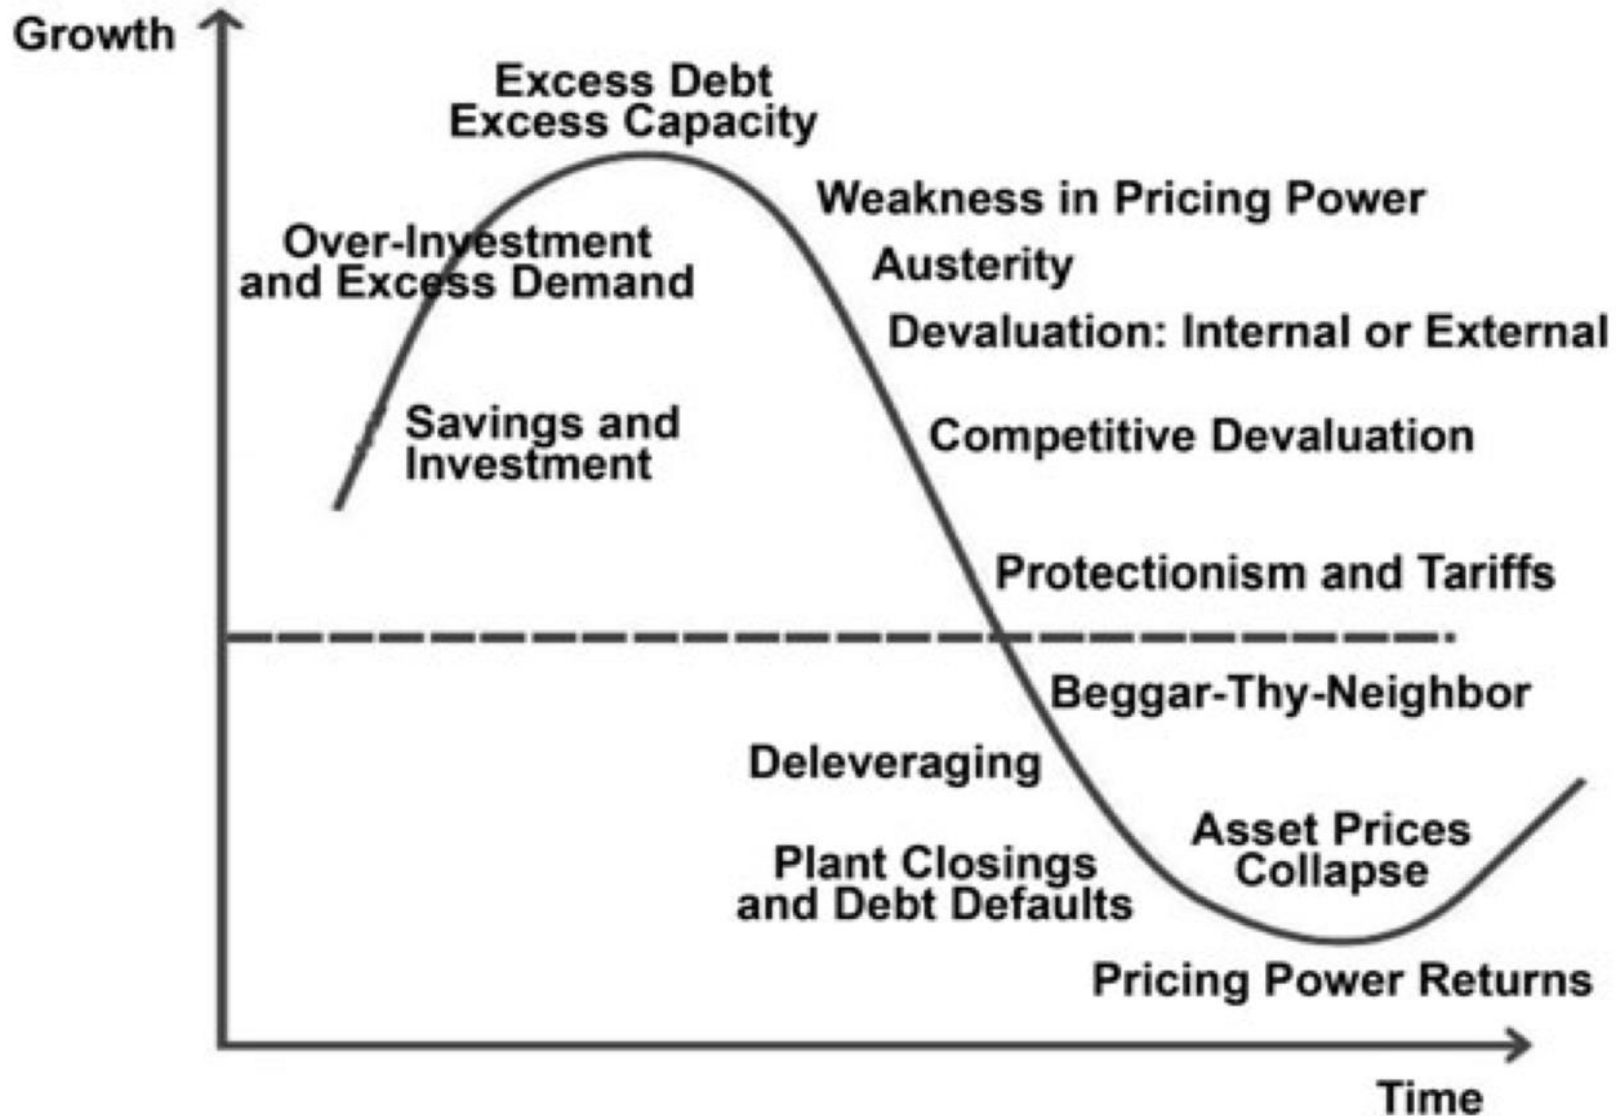 Growth
Excess Debt
Excess Capacity
Weakness in Pricing Power
Over-Investment
and Excess Demand
Austerity
Devaluation: Internal or External
Savings and
Investment
Competitive Devaluation
Protectionism and Tariffs
Beggar-Thy-Neighbor
Deleveraging
Asset Prices
Collapse
Plant Closings
and Debt Defaults
Pricing Power Returns
Time